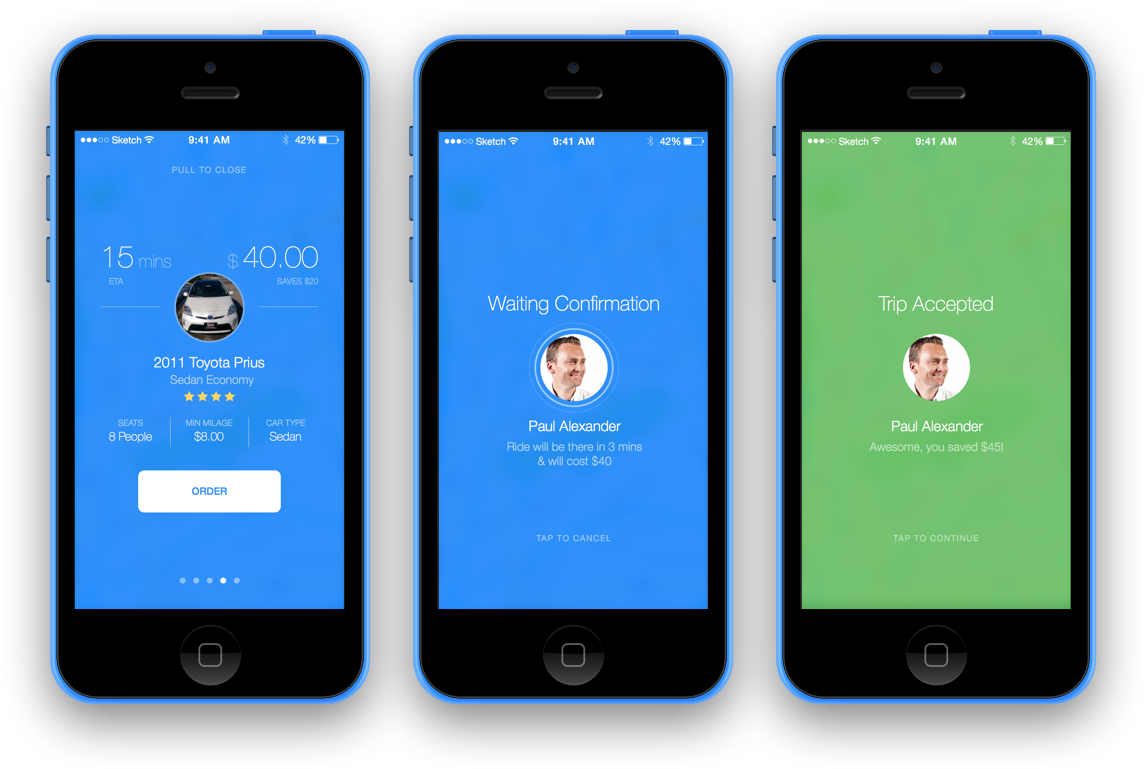 Sketch 9:41 AM 42%
PULL TO CLOSE
15 mins $ 40.00
ETA SAVES $20
2011 Toyota Prius
Sedan Economy
SEATS MIN MILAGE CAR TYPE
8 People $8.00 Sedan
ORDER
Sketch 9:41 AM 42%
Waiting Confirmation
Paul Alexander
Ride will be there in 3 mins
& will cost $40
TAP TO CANCEL
Sketch 9:41 AM 42%
Trip Accepted
Paul Alexander
Awesome, you saved $45!
TAP TO CONTINUE